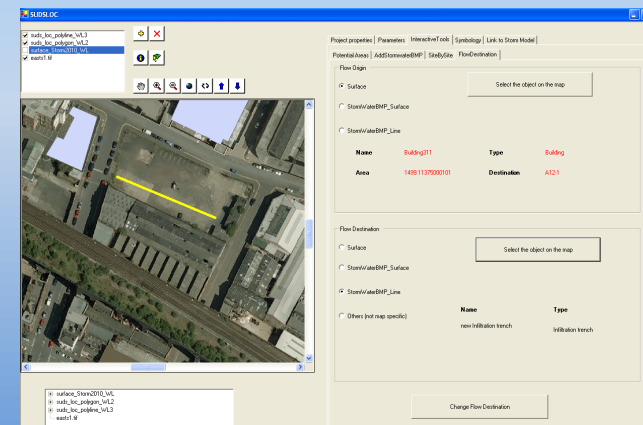 SUDSLOC
suds_loc_polyline_WL3
suds_loc_polygon_WL2
surface_Storm2010_WL
easts1.tif
Project properties | Parameters | InteractiveTools | Symbology | Link to Storm Model
Potential Areas | AddStormwaterBMP | SiteBySite | FlowDestination
Flow Origin
Surface
Select the object on the map
StormWaterBMP_Surface
StormWaterBMP_Line
Name Building311 Type Building
Area 1498.11375000101 Destination A12-1
Flow Destination
Surface
Select the object on the map
StormWaterBMP_Surface
StormWaterBMP_Line
Name Type
Others (not map specific)
new Infiltration trench Infiltration trench
Change Flow Destination
surface_Storm2010_WL
suds_loc_polygon_WL2
suds_loc_polyline_WL3
easts1.tif